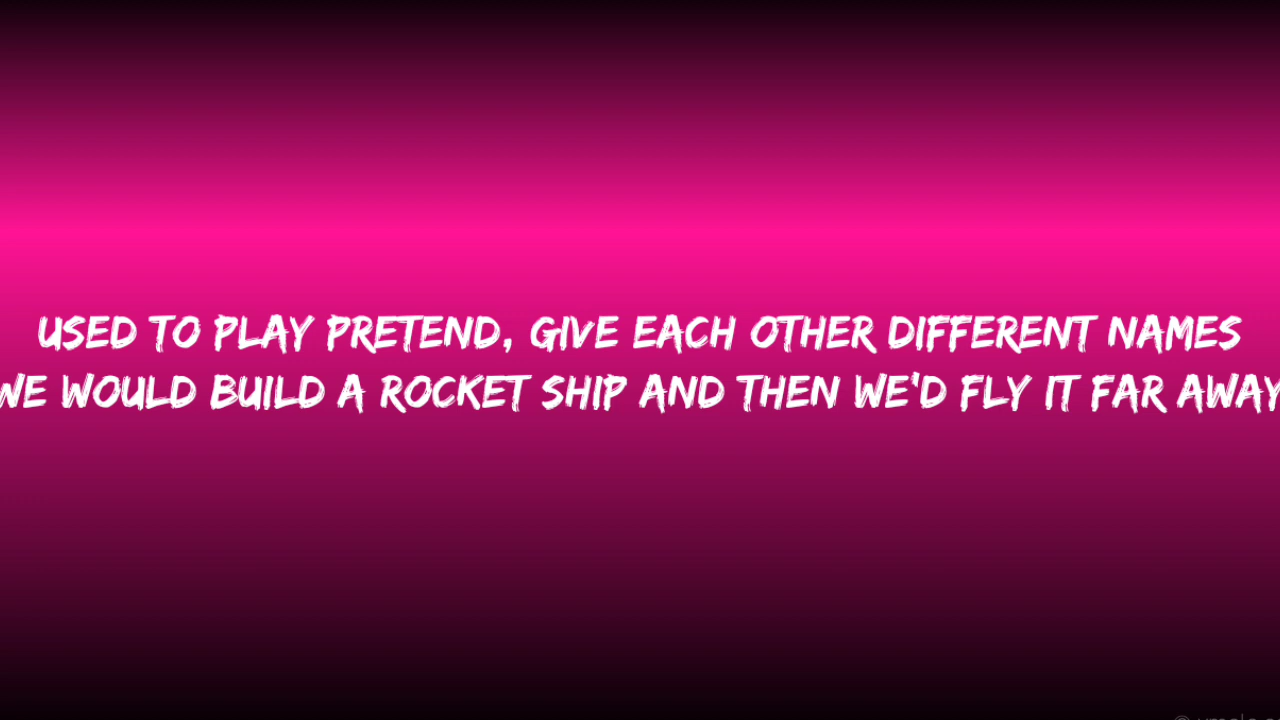 USED TO PLAY PRETEND, GIVE EACH OTHER DIFFERENT NAMES
WE WOULD BUILD A ROCKET SHIP AND THEN WE'D FLY IT FAR AWAY